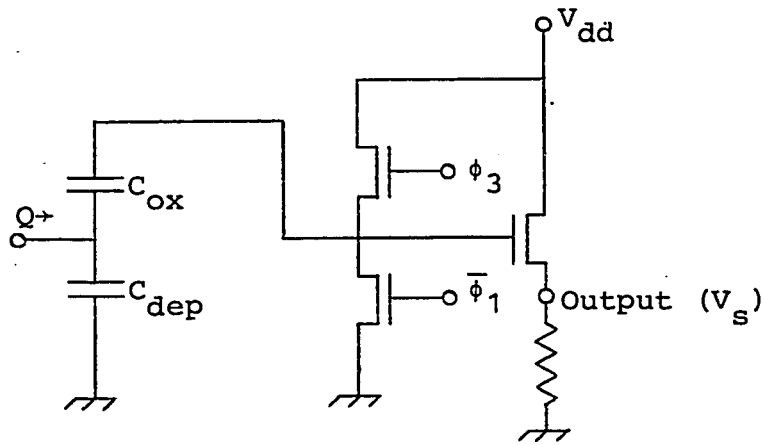 V_dd
C_ox
ϕ_3
Q→
C_dep
ϕ̅_1
Output (V_s)